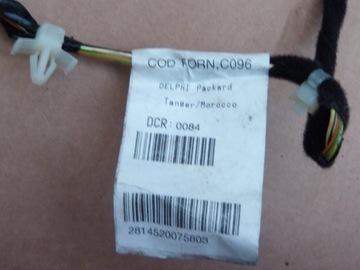 COD FORN.C096
DELPHI Packard
Tanger/Morocco
DCR: 0084
2814520075803